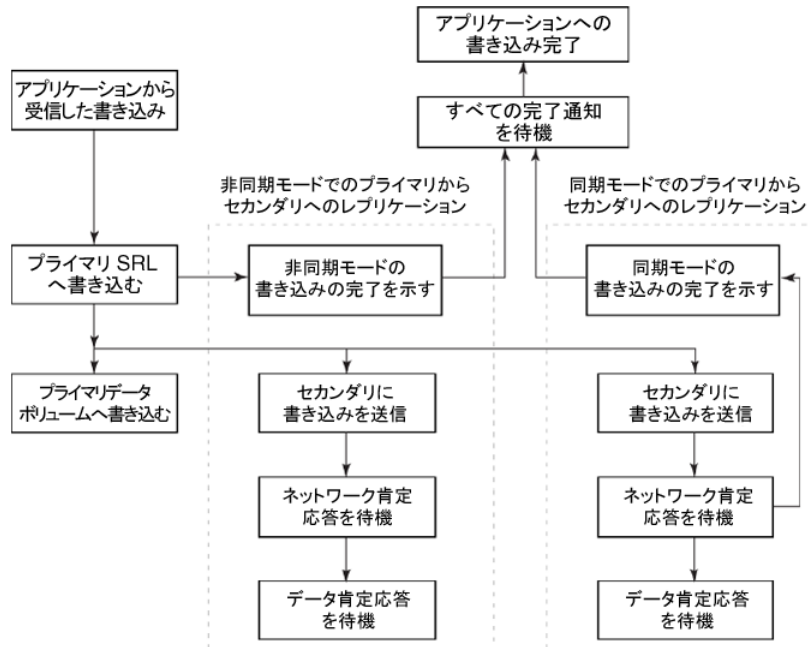 アプリケーションへの
書き込み完了
アプリケーションから
受信した書き込み
すべての完了通知
を待機
非同期モードでのプライマリから
セカンダリへのレプリケーション
同期モードでのプライマリから
セカンダリへのレプリケーション
プライマリ SRL
へ書き込む
非同期モードの
書き込みの完了を示す
同期モードの
書き込みの完了を示す
プライマリデータ
ボリュームへ書き込む
セカンダリに
書き込みを送信
セカンダリに
書き込みを送信
ネットワーク肯定
応答を待機
ネットワーク肯定
応答を待機
データ肯定応答
を待機
データ肯定応答
を待機